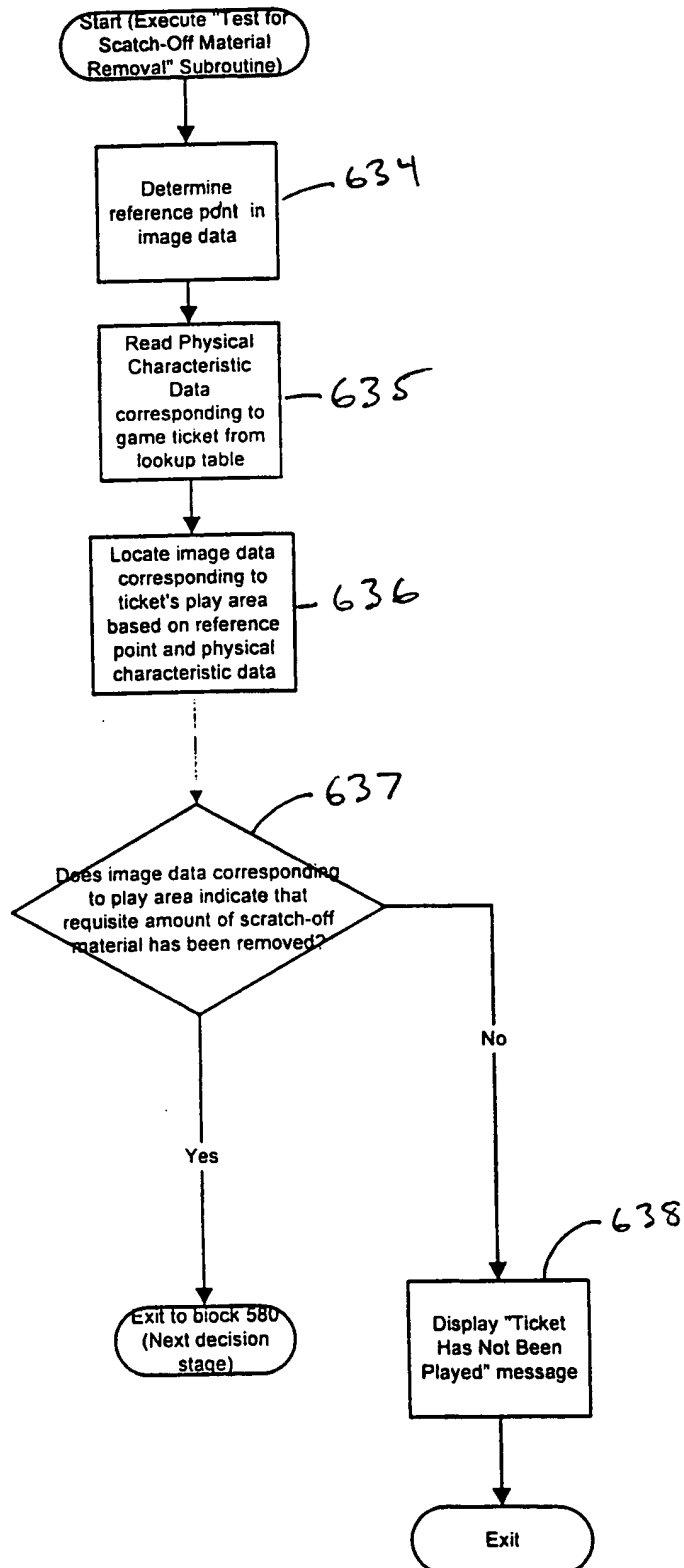 Start (Execute "Test for
Scatch-Off Material
Removal" Subroutine)
Determine
reference point in
image data
634
Read Physical
Characteristic
Data
corresponding to
game ticket from
lookup table
635
Locate image data
corresponding to
ticket's play area
based on reference
point and physical
characteristic data
636
637
Does image data corresponding
to play area indicate that
requisite amount of scratch-off
material has been removed?
No
Yes
638
Exit to block 580
(Next decision
stage)
Display "Ticket
Has Not Been
Played" message
Exit